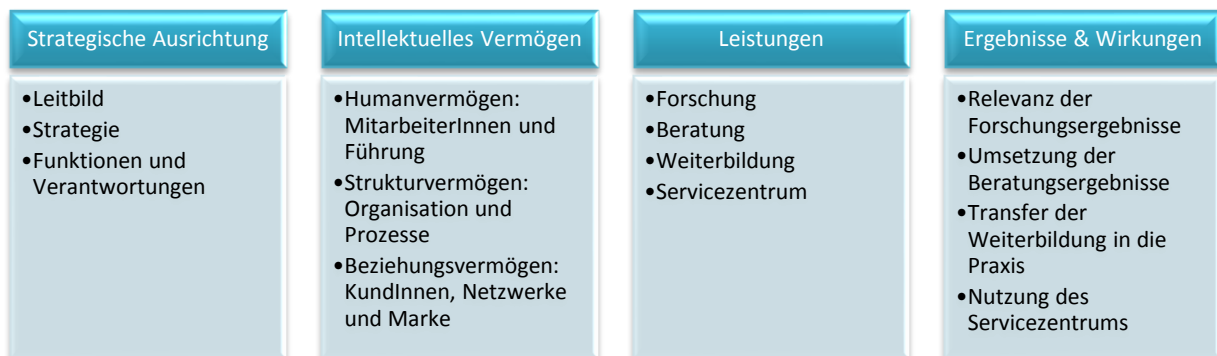 Strategische Ausrichtung
•Leitbild
•Strategie
•Funktionen und
Verantwortungen
Intellektuelles Vermögen
•Humanvermögen:
MitarbeiterInnen und
Führung
•Strukturvermögen:
Organisation und
Prozesse
•Beziehungsvermögen:
KundInnen, Netzwerke
und Marke
Leistungen
•Forschung
•Beratung
•Weiterbildung
•Servicezentrum
Ergebnisse & Wirkungen
•Relevanz der
Forschungsergebnisse
•Umsetzung der
Beratungsergebnisse
•Transfer der
Weiterbildung in die
Praxis
•Nutzung des
Servicezentrums